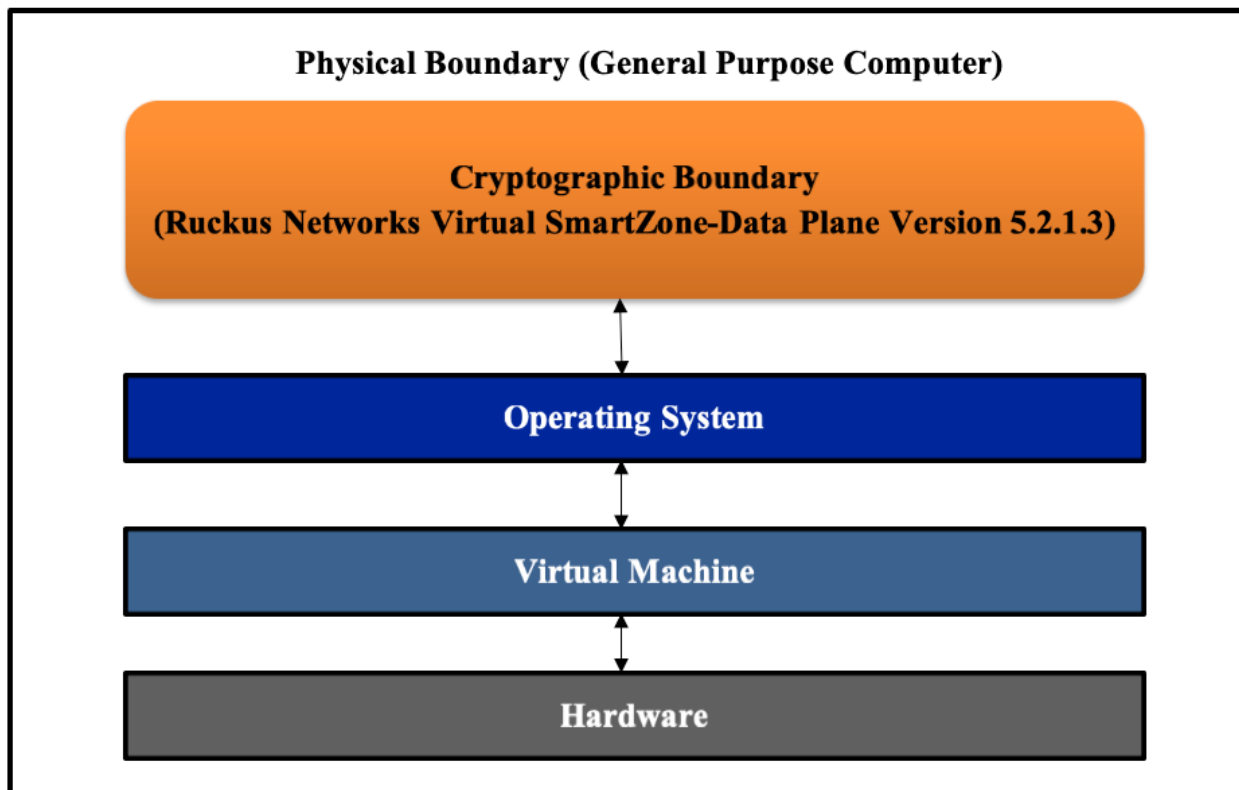 Physical Boundary (General Purpose Computer)
Cryptographic Boundary
(Ruckus Networks Virtual SmartZone-Data Plane Version 5.2.1.3)
Operating System
Virtual Machine
Hardware